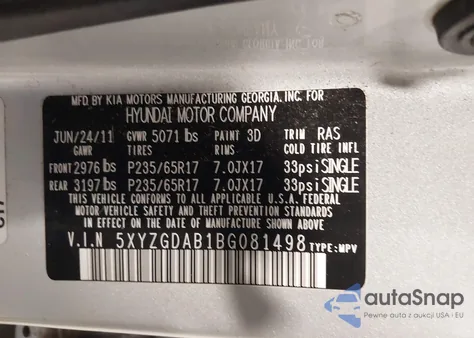 MFD. BY KIA MOTORS MANUFACTURING GEORGIA, INC. FOR
HYUNDAI MOTOR COMPANY
JUN/24/11 GVWR 5071 lbs PAINT 3D TRIM RAS
GAWR TIRES RIMS COLD TIRE INFL
FRONT 2976 lbs P235/65R17 7.0JX17 33psi SINGLE
REAR 3197 lbs P235/65R17 7.0JX17 33psi SINGLE
THIS VEHICLE CONFORMS TO ALL APPLICABLE U.S.A. FEDERAL
MOTOR VEHICLE SAFETY, BUMPER, AND THEFT PREVENTION
STANDARDS IN EFFECT ON THE DATE OF MANUFACTURE SHOWN ABOVE
V.I.N 5XYZGDAB1BG081498 TYPE:MPV
autoSnap
Pewne auta z aukcji USA i EU